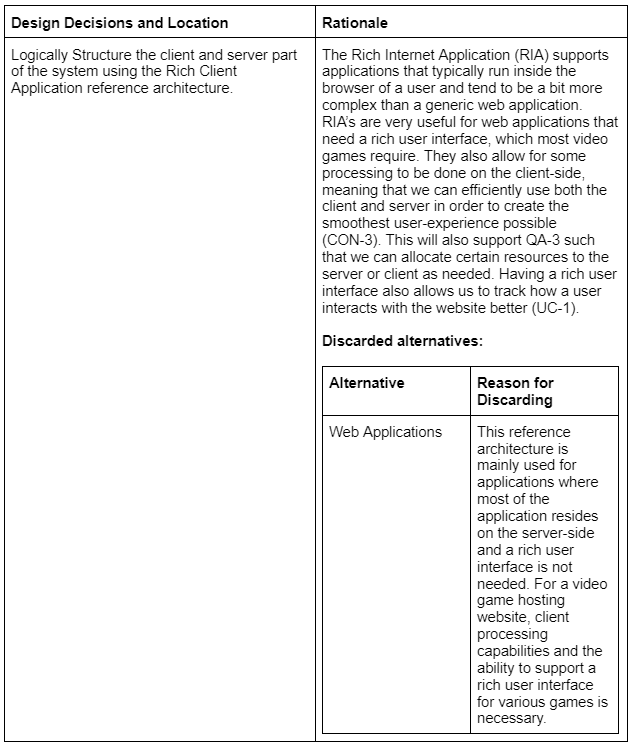 Design Decisions and Location
Rationale
Logically Structure the client and server part
of the system using the Rich Client
Application reference architecture.
The Rich Internet Application (RIA) supports
applications that typically run inside the
browser of a user and tend to be a bit more
complex than a generic web application.
RIA's are very useful for web applications that
need a rich user interface, which most video
games require. They also allow for some
processing to be done on the client-side,
meaning that we can efficiently use both the
client and server in order to create the
smoothest user-experience possible
(CON-3). This will also support QA-3 such
that we can allocate certain resources to the
server or client as needed. Having a rich user
interface also allows us to track how a user
interacts with the website better (UC-1).
Discarded alternatives:
Alternative
Reason for
Discarding
Web Applications
This reference
architecture is
mainly used for
applications where
most of the
application resides
on the server-side
and a rich user
interface is not
needed. For a video
game hosting
website, client
processing
capabilities and the
ability to support a
rich user interface
for various games is
necessary.